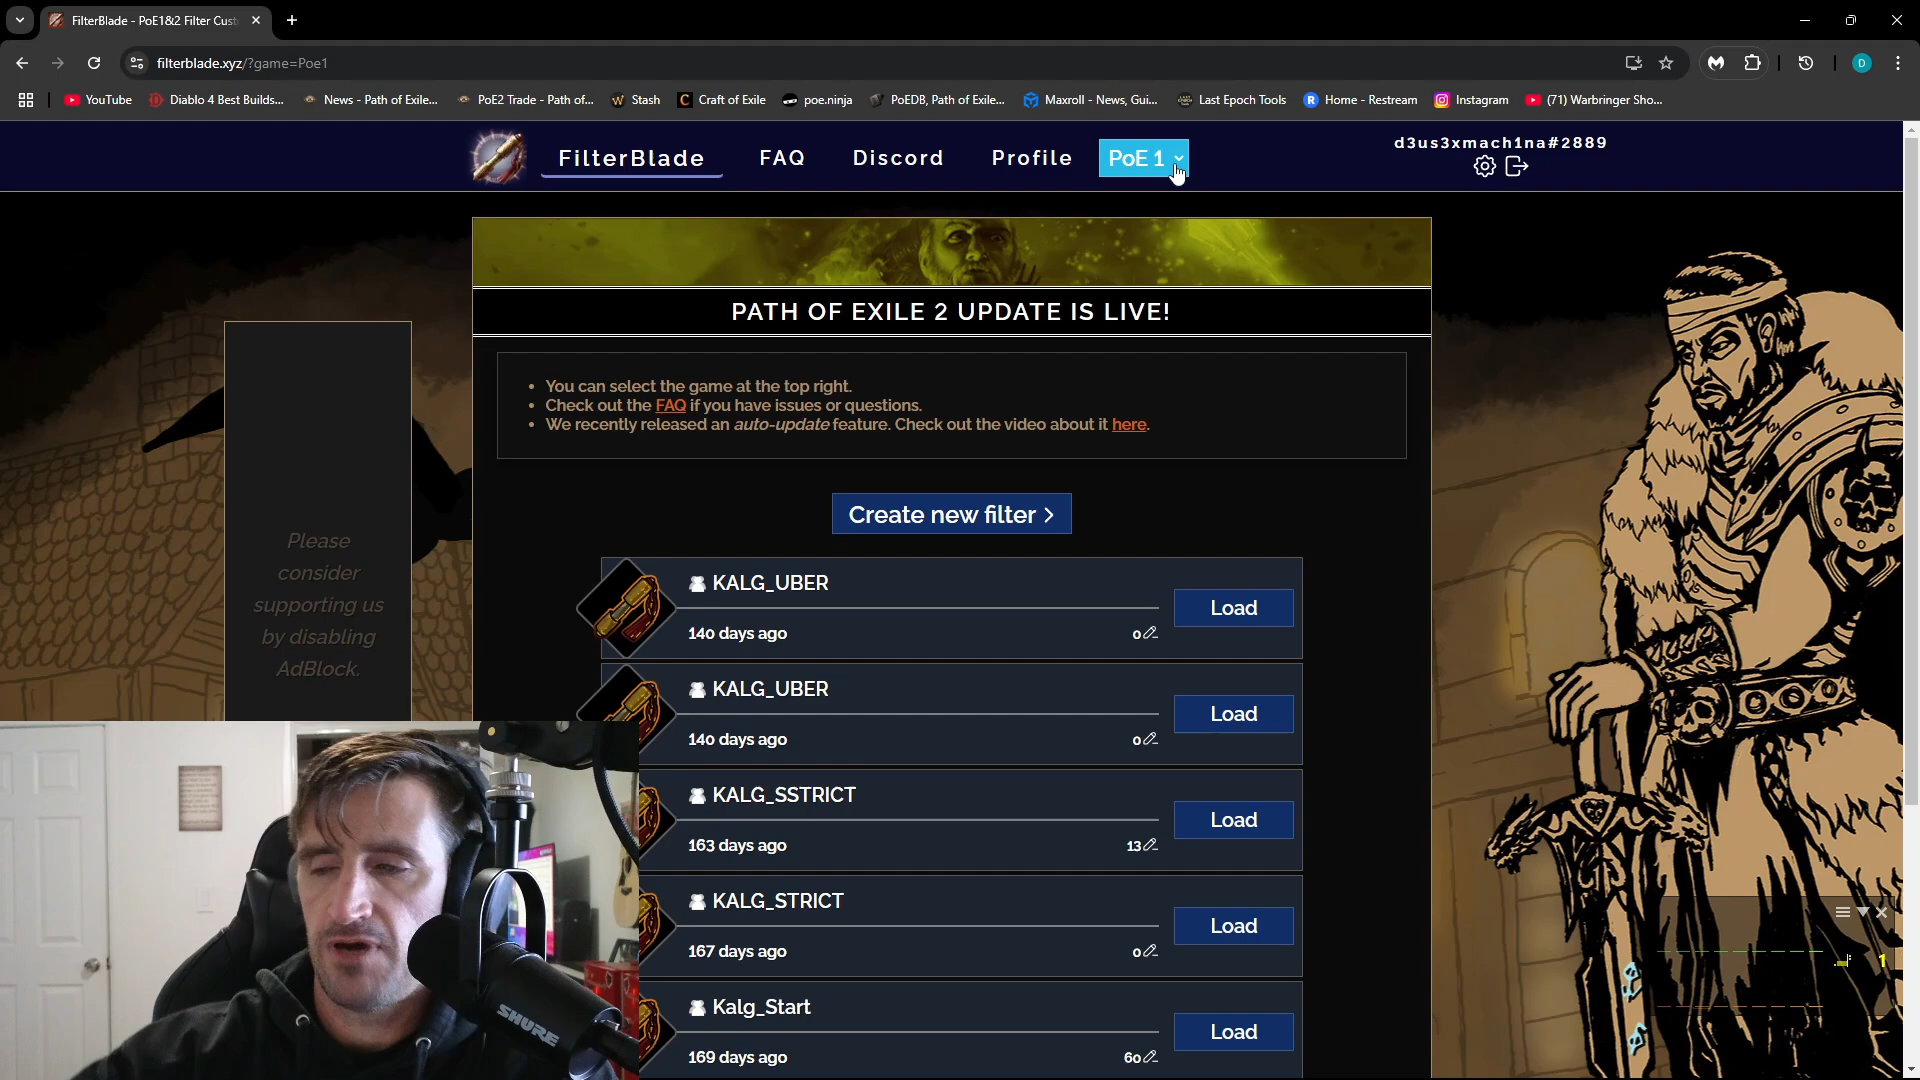 FilterBlade - PoE1&2 Filter Cust
filterblade.xyz/?game=Poe1
D
YouTube
Diablo 4 Best Builds...
News - Path of Exile...
PoE2 Trade - Path of...
Stash
Craft of Exile
poe.ninja
PoEDB, Path of Exile...
Maxroll - News, Gui...
Last Epoch Tools
Home - Restream
Instagram
(71) Warbringer Sho...
FilterBlade
FAQ
Discord
Profile
PoE 1
d3us3xmach1na#2889
PATH OF EXILE 2 UPDATE IS LIVE!
• You can select the game at the top right.
• Check out the FAQ if you have issues or questions.
• We recently released an auto-update feature. Check out the video about it here.
Create new filter >
Please
consider
supporting us
by disabling
AdBlock.
KALG_UBER
Load
140 days ago
0
KALG_UBER
Load
140 days ago
0
KALG_SSTRICT
Load
163 days ago
13
KALG_STRICT
Load
167 days ago
0
Kalg_Start
Load
169 days ago
60
1
SHURE